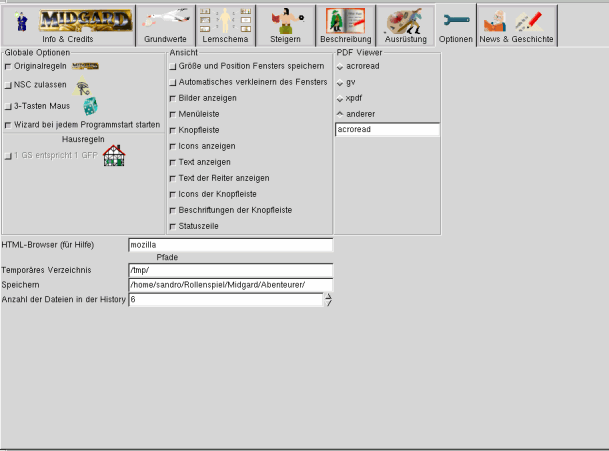 MIDGARD
Info & Credits
Grundwerte
Lernschema
Steigern
Beschreibung
Ausrüstung
Optionen
News & Geschichte
Globale Optionen
Originalregeln MIDGARD
NSC zulassen
3-Tasten Maus
Wizard bei jedem Programmstart starten
Hausregeln
1 GS entspricht 1 GFP
Ansicht
Größe und Position Fensters speichern
Automatisches verkleinern des Fensters
Bilder anzeigen
Menüleiste
Knopfleiste
Icons anzeigen
Text anzeigen
Text der Reiter anzeigen
Icons der Knopfleiste
Beschriftungen der Knopfleiste
Statuszeile
PDF Viewer
acroread
gv
xpdf
anderer
acroread
HTML-Browser (für Hilfe) mozilla
Pfade
Temporäres Verzeichnis /tmp/
Speichern /home/sandro/Rollenspiel/Midgard/Abenteurer/
Anzahl der Dateien in der History 6